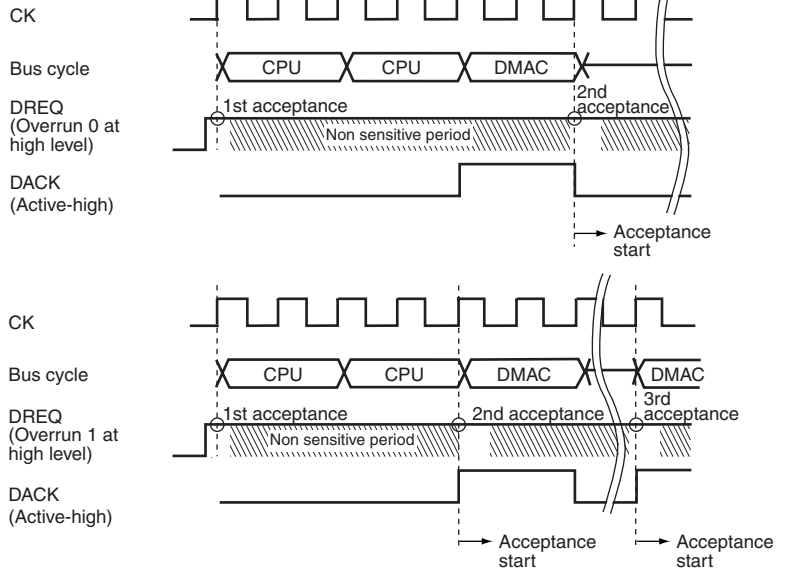 CK
Bus cycle
CPU
CPU
DMAC
DREQ
(Overrun 0 at
high level)
1st acceptance
2nd
acceptance
Non sensitive period
DACK
(Active-high)
Acceptance
start
CK
Bus cycle
CPU
CPU
DMAC
DMAC
DREQ
(Overrun 1 at
high level)
1st acceptance
2nd acceptance
3rd
acceptance
Non sensitive period
DACK
(Active-high)
Acceptance
start
Acceptance
start